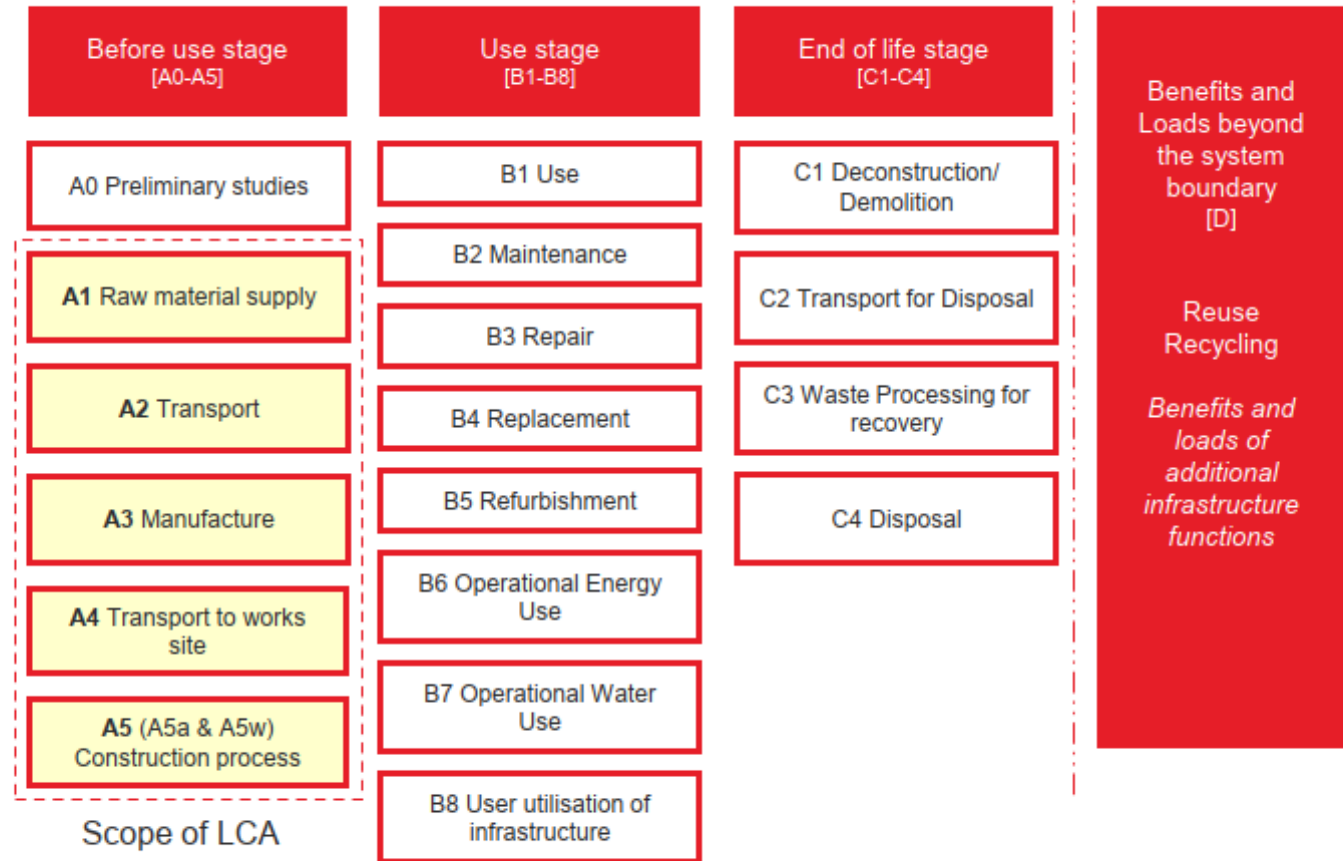 Before use stage
[A0-A5]
A0 Preliminary studies
A1 Raw material supply
A2 Transport
A3 Manufacture
A4 Transport to works
site
A5 (A5a & A5w)
Construction process
Scope of LCA
Use stage
[B1-B8]
B1 Use
B2 Maintenance
B3 Repair
B4 Replacement
B5 Refurbishment
B6 Operational Energy
Use
B7 Operational Water
Use
B8 User utilisation of
infrastructure
End of life stage
[C1-C4]
C1 Deconstruction/
Demolition
C2 Transport for Disposal
C3 Waste Processing for
recovery
C4 Disposal
Benefits and
Loads beyond
the system
boundary
[D]
Reuse
Recycling
Benefits and
loads of
additional
infrastructure
functions